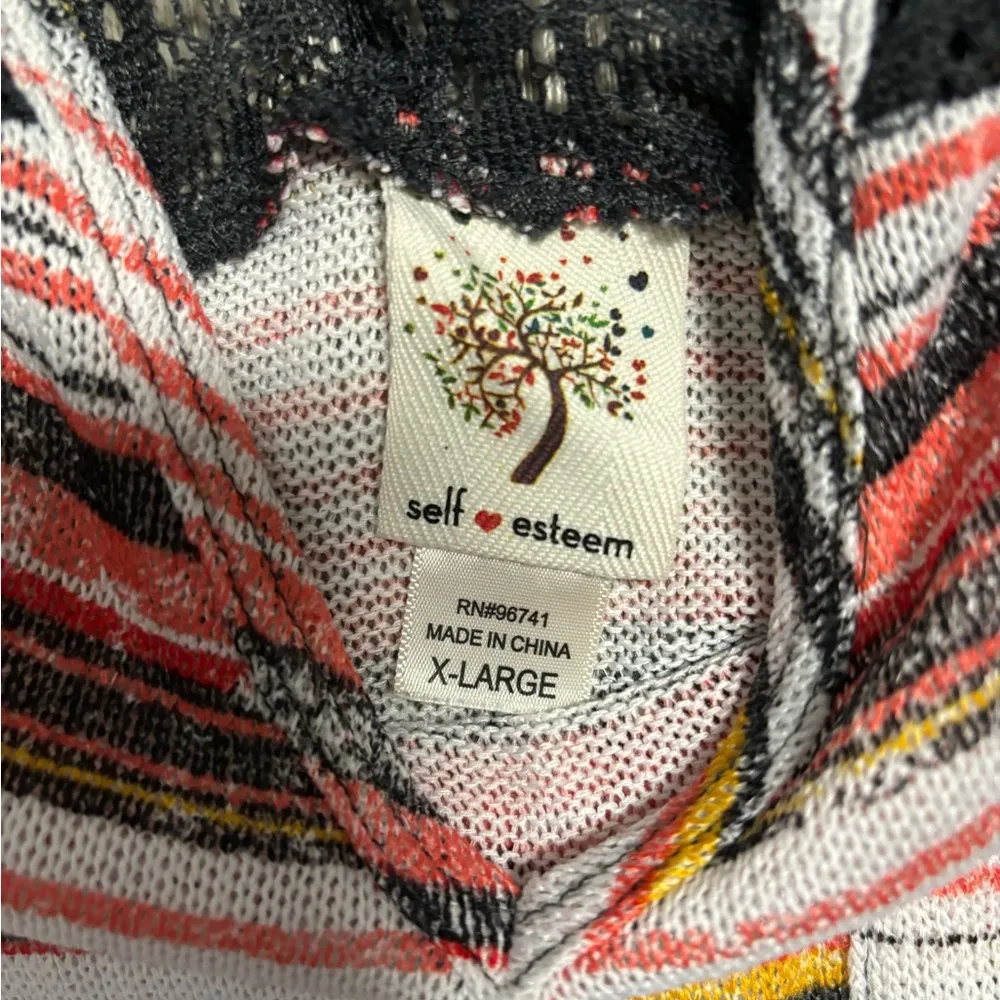 self esteem
RN#96741
MADE IN CHINA
X-LARGE